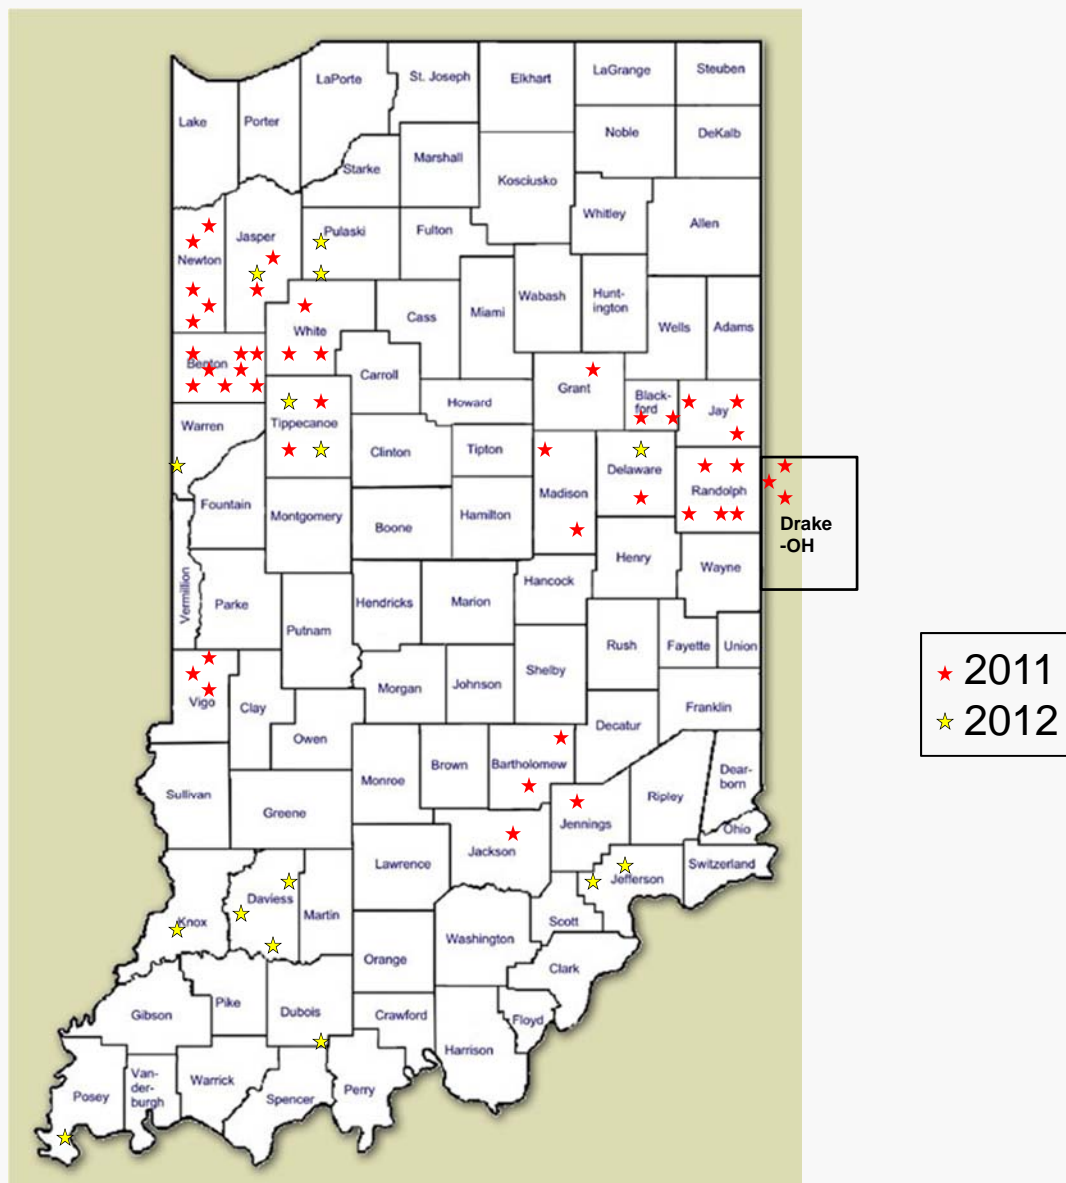 LaPorte
St. Joseph
Elkhart
LaGrange
Steuben
Lake
Porter
Noble
DeKalb
Starke
Marshall
Kosciusko
Whitley
Allen
Newton
Jasper
Pulaski
Fulton
Wabash
Hunt-
ington
Miami
Wells
Adams
White
Cass
Benton
Carroll
Grant
Black-
ford
Jay
Howard
Warren
Tippecanoe
Clinton
Tipton
Delaware
Madison
Randolph
Fountain
Montgomery
Boone
Hamilton
Drake
-OH
Henry
Wayne
Vermillion
Parke
Putnam
Hendricks
Marion
Hancock
Rush
Fayette
Union
Shelby
Vigo
Clay
Morgan
Johnson
Franklin
Decatur
2011
2012
Owen
Monroe
Brown
Bartholomew
Dear-
born
Sullivan
Greene
Ripley
Jennings
Ohio
Lawrence
Jackson
Switzerland
Jefferson
Knox
Daviess
Martin
Scott
Washington
Orange
Clark
Gibson
Pike
Dubois
Crawford
Floyd
Harrison
Posey
Van-
der-
burgh
Warrick
Spencer
Perry